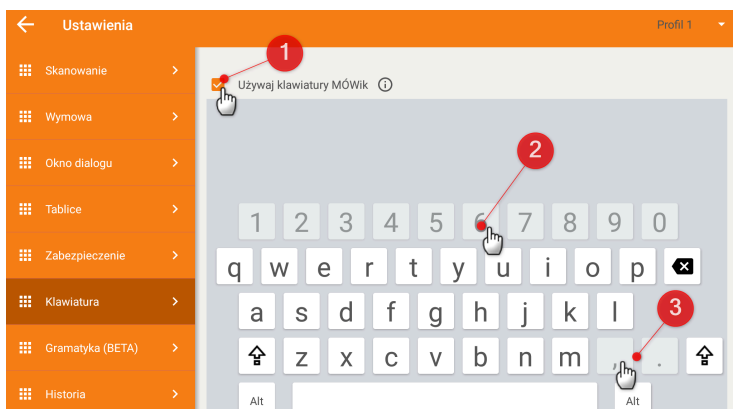 Ustawienia
Profil 1
1
Skanowanie
Używaj klawiatury MÓWik
Wymowa
Okno dialogu
2
Tablice
1 2 3 4 5 6 7 8 9 0
Zabezpieczenie
q w e r t y u i o p
Klawiatura
a s d f g h j k l
3
Gramatyka (BETA)
z x c v b n m , .
Historia
Alt
Alt